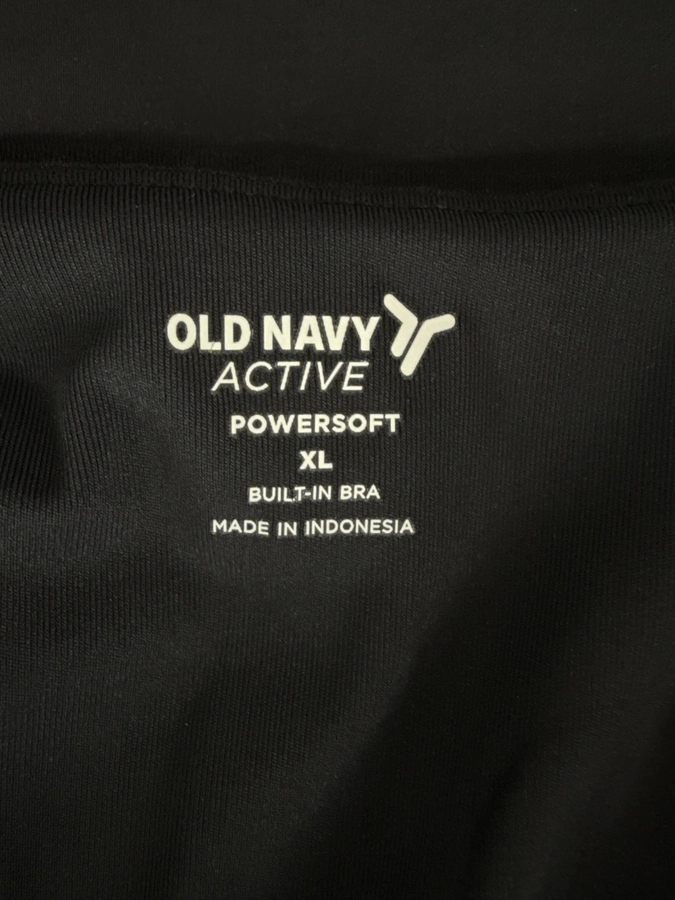 OLD NAVY
ACTIVE
POWERSOFT
XL
BUILT-IN BRA
MADE IN INDONESIA